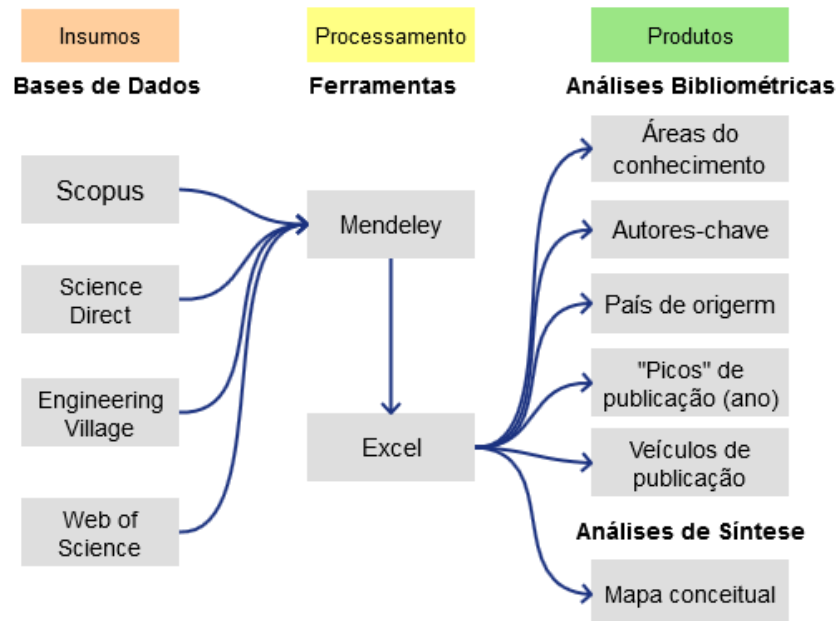 Insumos
Processamento
Produtos
Bases de Dados
Ferramentas
Análises Bibliométricas
Scopus
Science
Direct
Engineering
Village
Web of
Science
Mendeley
Excel
Áreas do
conhecimento
Autores-chave
País de origerm
"Picos" de
publicação (ano)
Veículos de
publicação
Análises de Síntese
Mapa conceitual